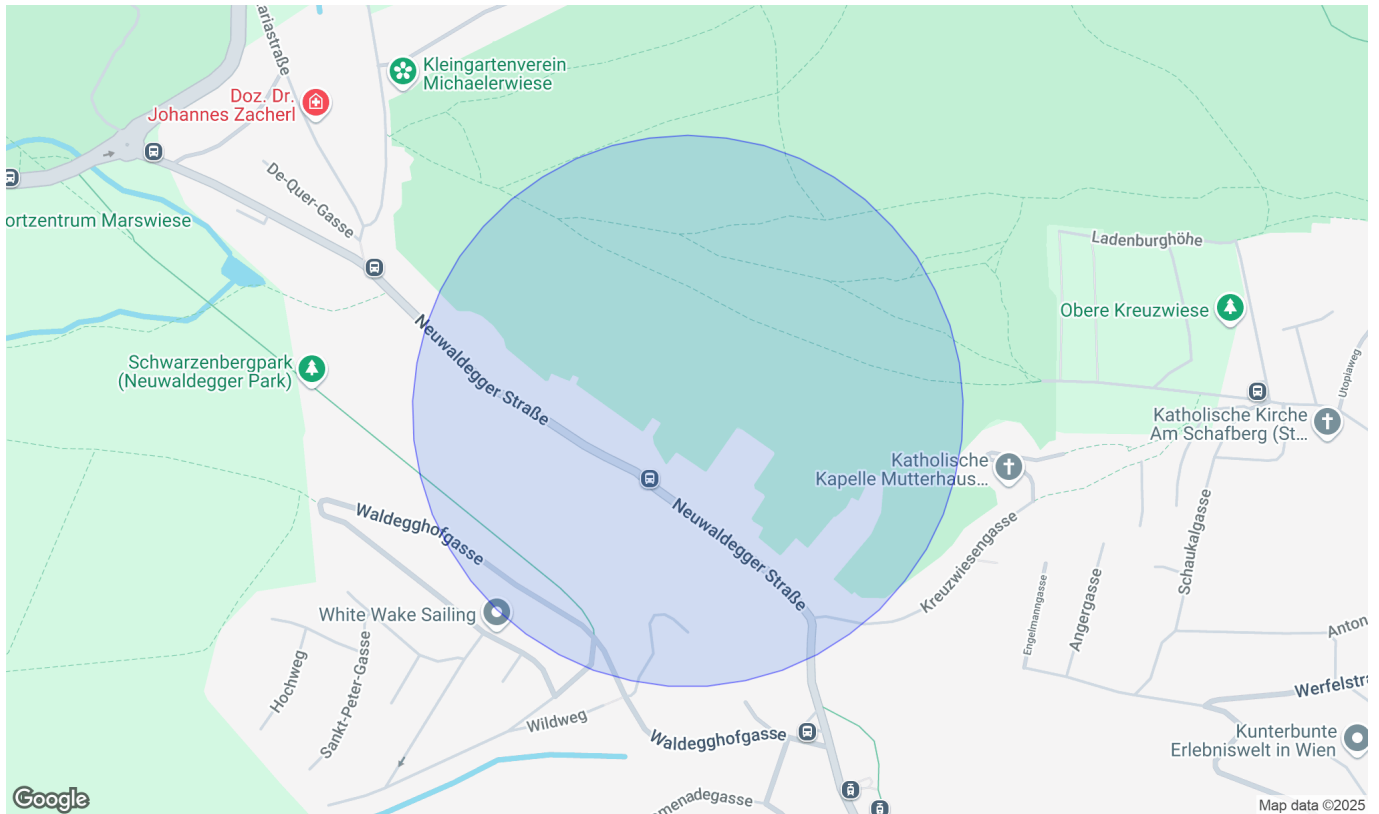 ariastraße
Kleingartenverein
Michaelerwiese
Doz. Dr.
Johannes Zacherl
De-Quer-Gasse
ortzentrum Marswiese
Ladenburghöhe
Obere Kreuzwiese
Neuwaldegger Straße
Schwarzenbergpark
(Neuwaldegger Park)
Utopiaweg
Katholische Kirche
Am Schafberg (St...
Katholische
Kapelle Mutterhaus...
Waldegghofgasse
Neuwaldegger Straße
Kreuzwiesengasse
Schaukalgasse
White Wake Sailing
Engelmanngasse
Angergasse
Anton
Hochweg
Sankt-Peter-Gasse
Werfelstra
Wildweg
Waldegghofgasse
Kunterbunte
Erlebniswelt in Wien
menadegasse
Google
Map data ©2025